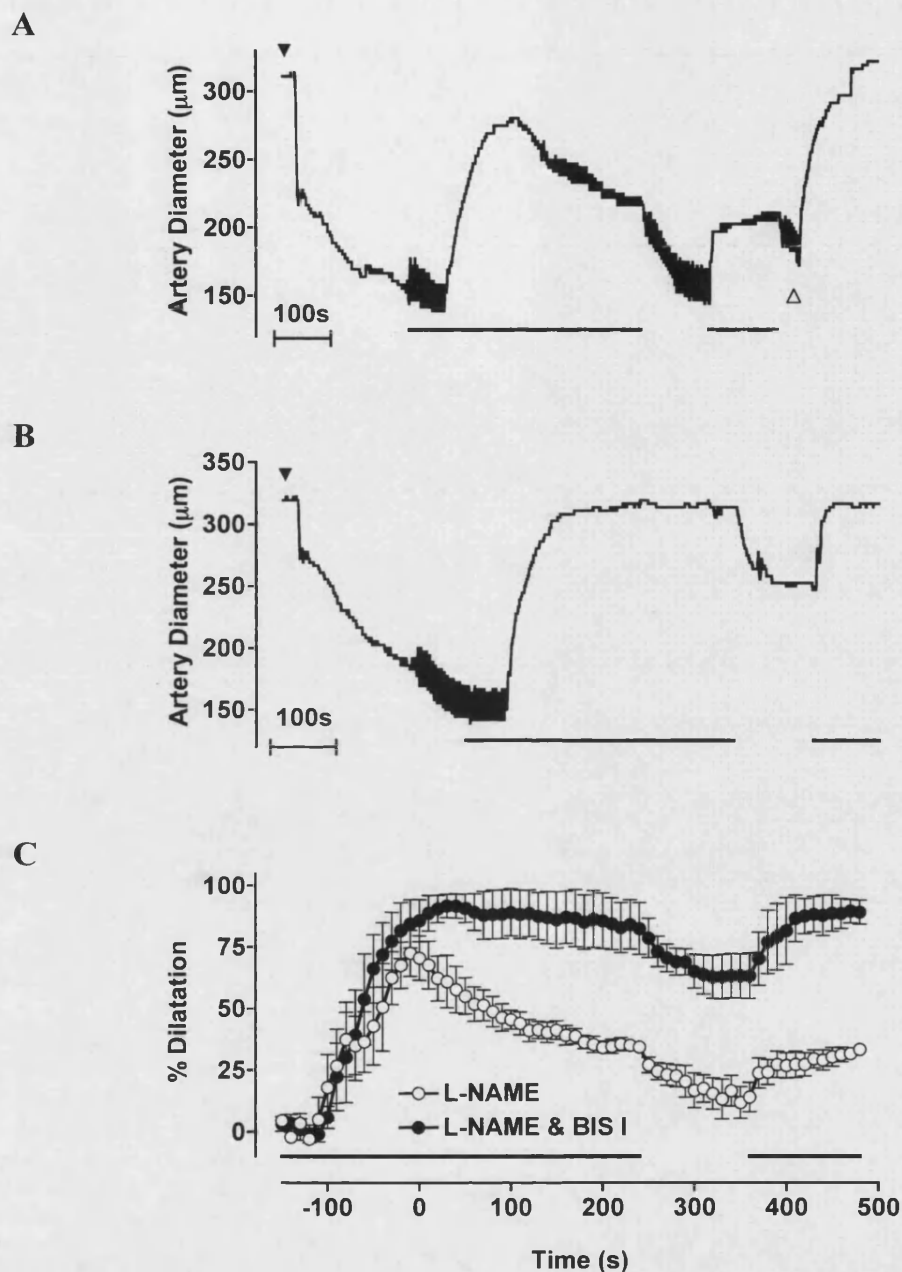 A
Artery Diameter (μm)
300
250
200
150
100s
B
Artery Diameter (μm)
350
300
250
200
150
100s
C
% Dilatation
100
75
50
25
0
L-NAME
L-NAME & BIS I
-100
0
100
200
300
400
500
Time (s)